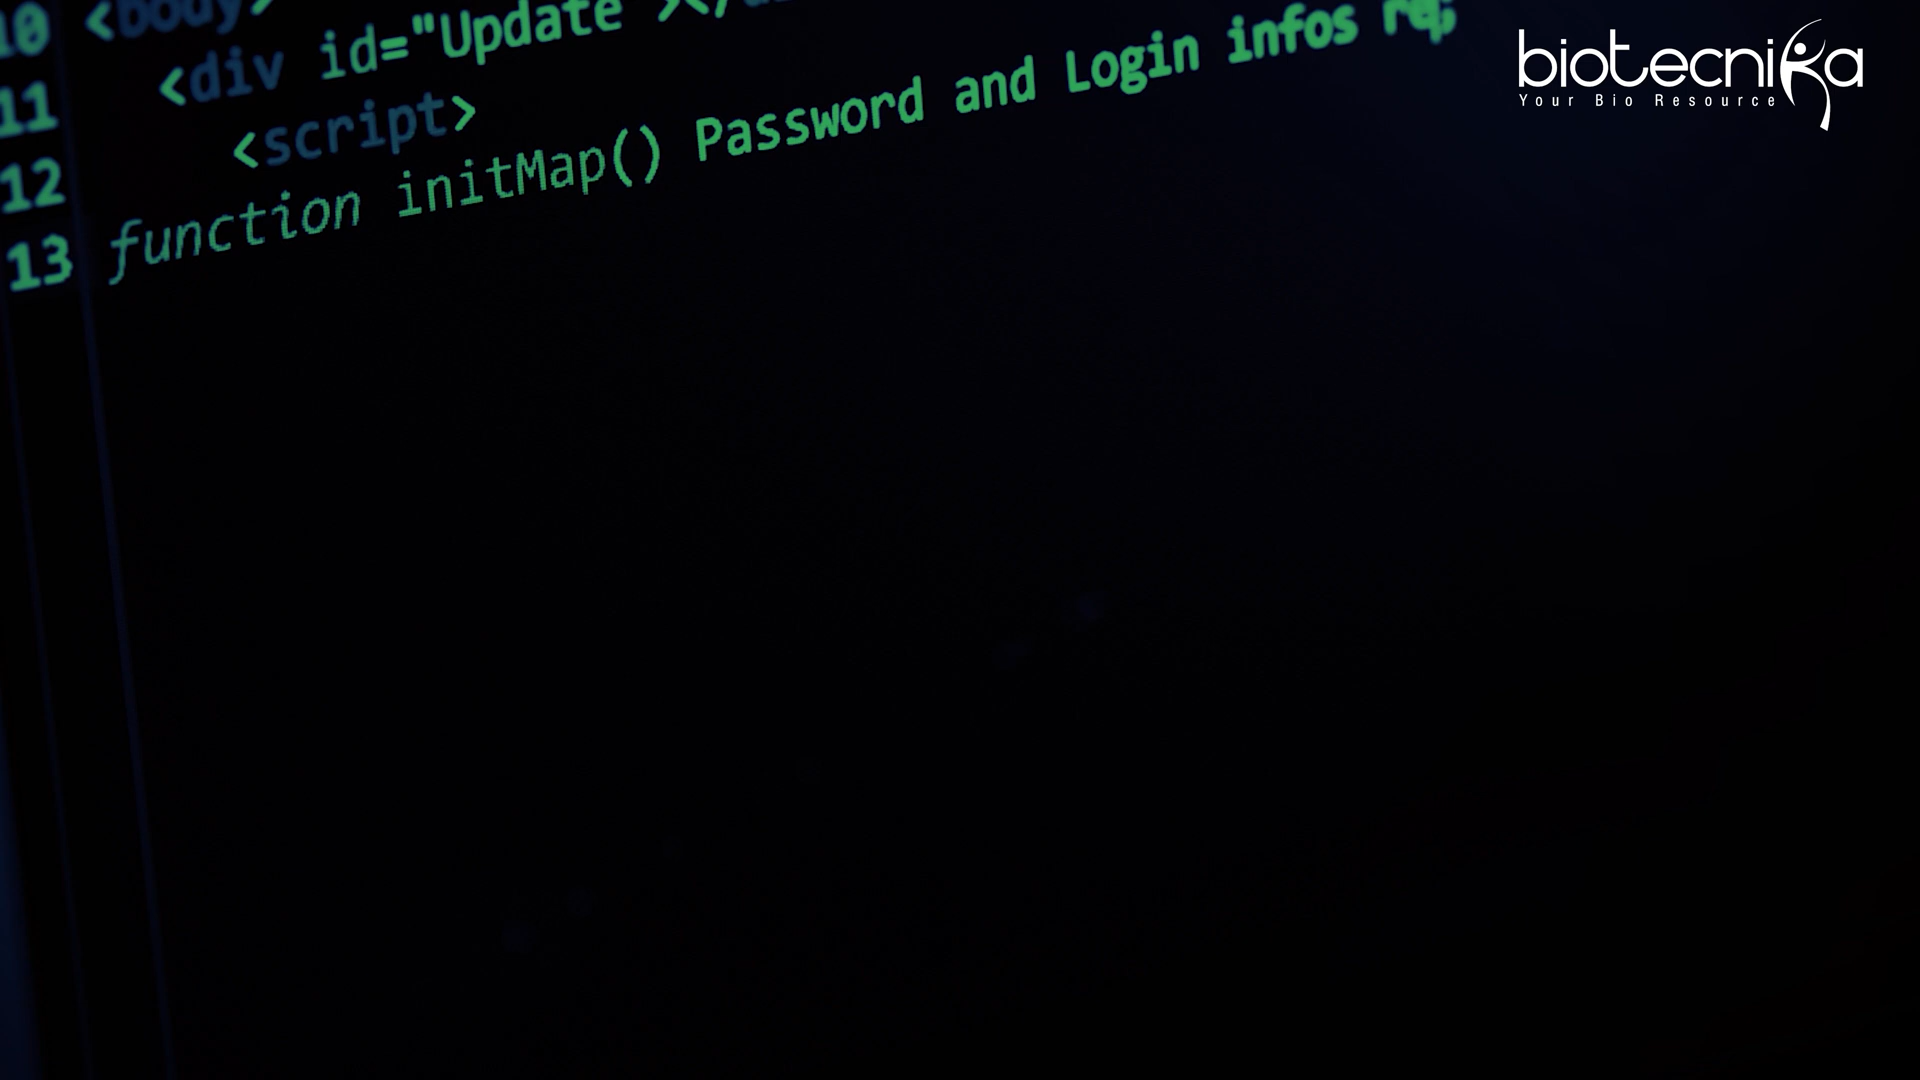 10 <body>
11 <div id="Update"></
12 <script>
13 function initMap() Password and Login infos
biotecnika
Your Bio Resource